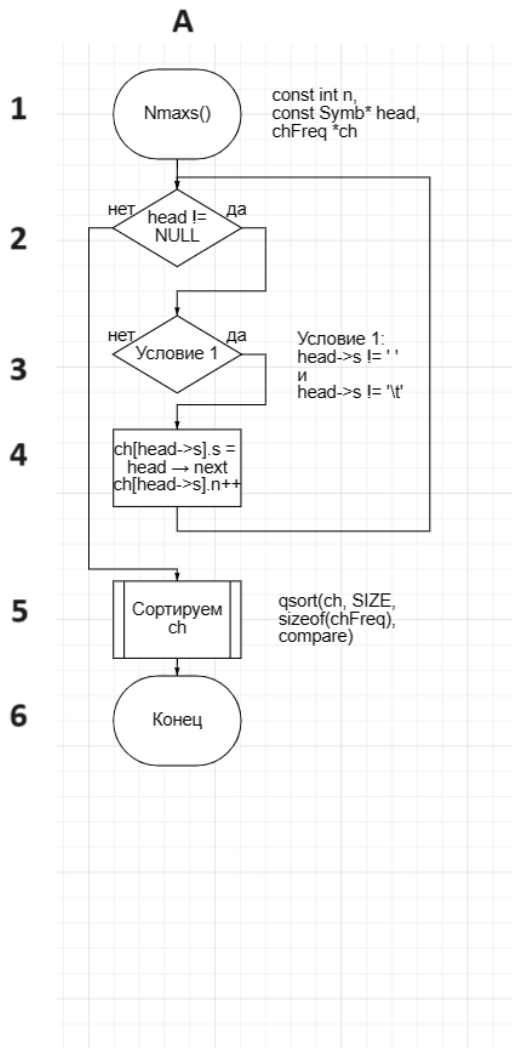 A
1
Nmaxs()
const int n,
const Symb* head,
chFreq *ch
2
нет
head !=
NULL
да
3
нет
Условие 1
да
Условие 1:
head->s != ' '
и
head->s != '\t'
4
ch[head->s].s =
head → next
ch[head->s].n++
5
Сортируем
ch
qsort(ch, SIZE,
sizeof(chFreq),
compare)
6
Конец